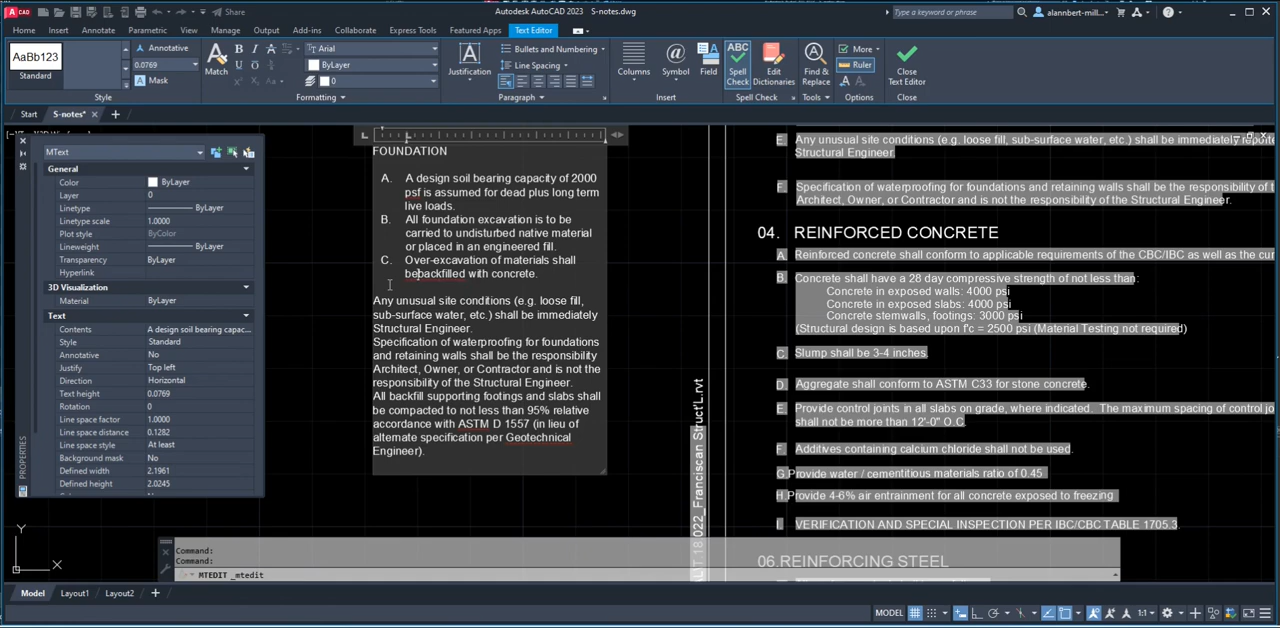 CAD
Share
Autodesk AutoCAD 2023 S-notes.dwg
Type a keyword or phrase
alannbert-mill...
Home Insert Annotate Parametric View Manage Output Add-ins Collaborate Express Tools Featured Apps Text Editor
AaBb123
Standard
Annotative
0.0769
Mask
Style
Match
Arial
ByLayer
0
Formatting
Justification
Bullets and Numbering
Line Spacing
Paragraph
Columns
Symbol
Field
Insert
ABC
Spell
Check
Edit
Dictionaries
Spell Check
Find &
Replace
Tools
More
Ruler
Options
Close
Text Editor
Close
Start
S-notes*
MText
General
Color ByLayer
Layer 0
Linetype ByLayer
Linetype scale 1.0000
Plot style ByColor
Lineweight ByLayer
Transparency ByLayer
Hyperlink
3D Visualization
Material ByLayer
Text
Contents A design soil bearing capac...
Style Standard
Annotative No
Justify Top left
Direction Horizontal
Text height 0.0769
Rotation 0
Line space factor 1.0000
Line space distance 0.1282
Line space style At least
Background mask No
Defined width 2.1961
Defined height 2.0245
PROPERTIES
FOUNDATION
A. A design soil bearing capacity of 2000
psf is assumed for dead plus long term
live loads.
B. All foundation excavation is to be
carried to undisturbed native material
or placed in an engineered fill.
C. Over-excavation of materials shall
bebackfilled with concrete.
Any unusual site conditions (e.g. loose fill,
sub-surface water, etc.) shall be immediately
Structural Engineer.
Specification of waterproofing for foundations
and retaining walls shall be the responsibility
Architect, Owner, or Contractor and is not the
responsibility of the Structural Engineer.
All backfill supporting footings and slabs shall
be compacted to not less than 95% relative
accordance with ASTM D 1557 (in lieu of
altemate specification per Geotechnical
Engineer).
022_Franciscan Struct'L.rvt
E. Any unusual site conditions (e.g. loose fill, sub-surface water, etc.) shall be immediately
Structural Engineer.
F. Specification of waterproofing for foundations and retaining walls shall be the responsibility of t
Architect, Owner, or Contractor and is not the responsibility of the Structural Engineer.
04. REINFORCED CONCRETE
A. Reinforced concrete shall conform to applicable requirements of the CBC/IBC as well as the cur
B. Concrete shall have a 28 day compressive strength of not less than:
Concrete in exposed walls: 4000 psi
Concrete in exposed slabs: 4000 psi
Concrete stemwalls, footings: 3000 psi
(Structural design is based upon f'c = 2500 psi (Material Testing not required)
C. Slump shall be 3-4 inches.
D. Aggregate shall conform to ASTM C33 for stone concrete.
E. Provide control joints in all slabs on grade, where indicated. The maximum spacing of control jo
shall not be more than 12'-0" O.C.
F. Additives containing calcium chloride shall not be used.
G. Provide water / cementitious materials ratio of 0.45
H Provide 4-6% air entrainment for all concrete exposed to freezing
I VERIFICATION AND SPECIAL INSPECTION PER IBC/CBC TABLE 1705.3
06.REINFORCING STEEL
Y
X
Command:
Command:
MTEDIT _mtedit
Model Layout1 Layout2
MODEL
1:1